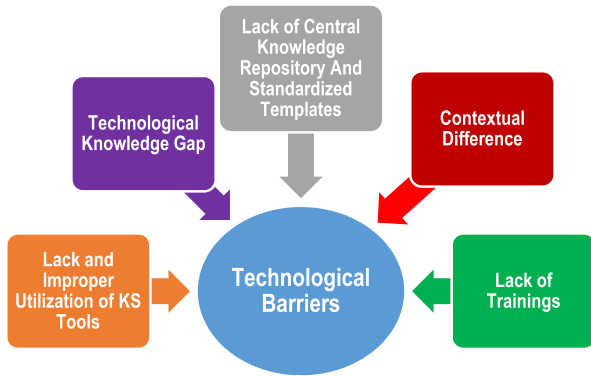 Lack of Central
Knowledge
Repository And
Standardized
Templates
Technological
Knowledge Gap
Contextual
Difference
Lack and
Improper
Utilization of KS
Tools
Technological
Barriers
Lack of
Trainings